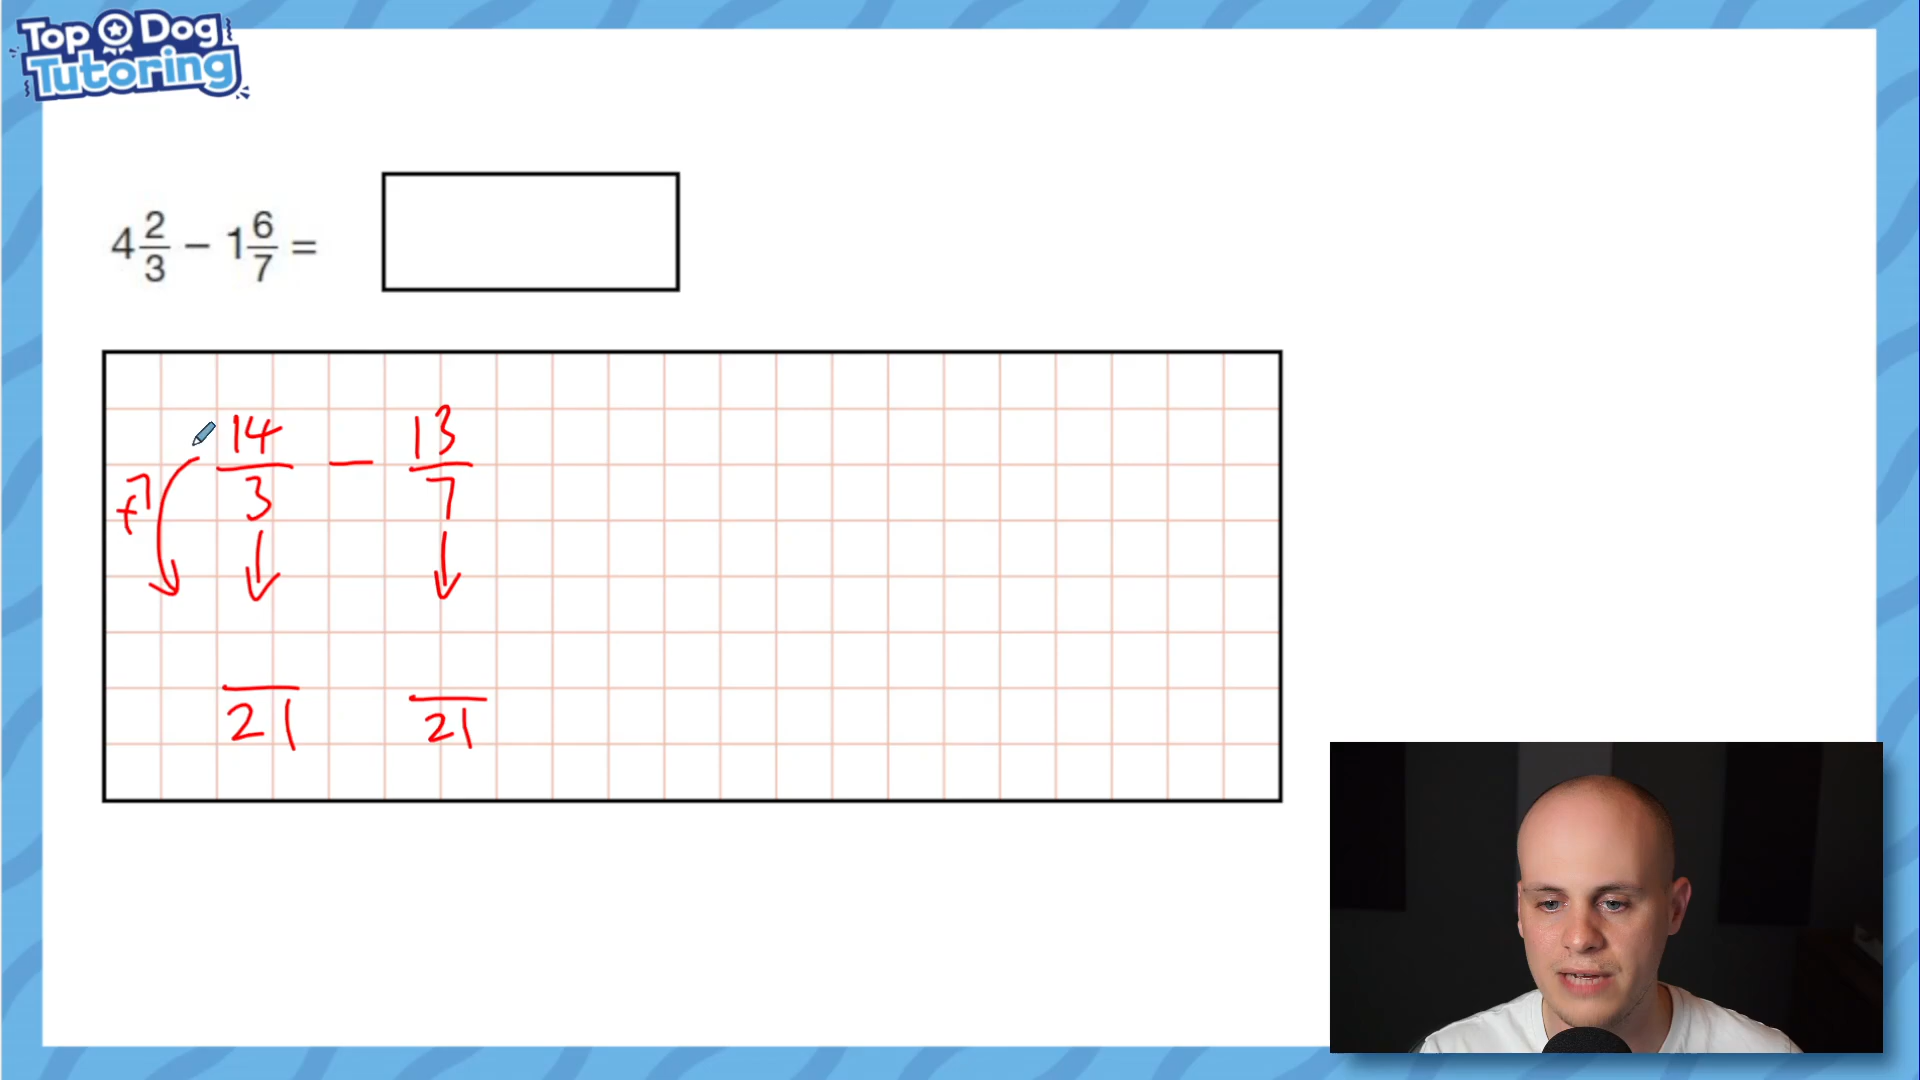 Top Dog
Tutoring
4 2/3 − 1 6/7 =
14/3 − 13/7
×7
21 21